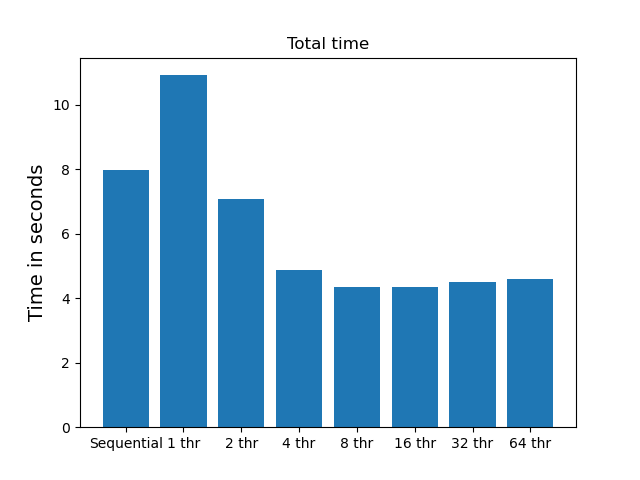 Total time
Time in seconds
10
8
6
4
2
0
Sequential 1 thr 2 thr 4 thr 8 thr 16 thr 32 thr 64 thr